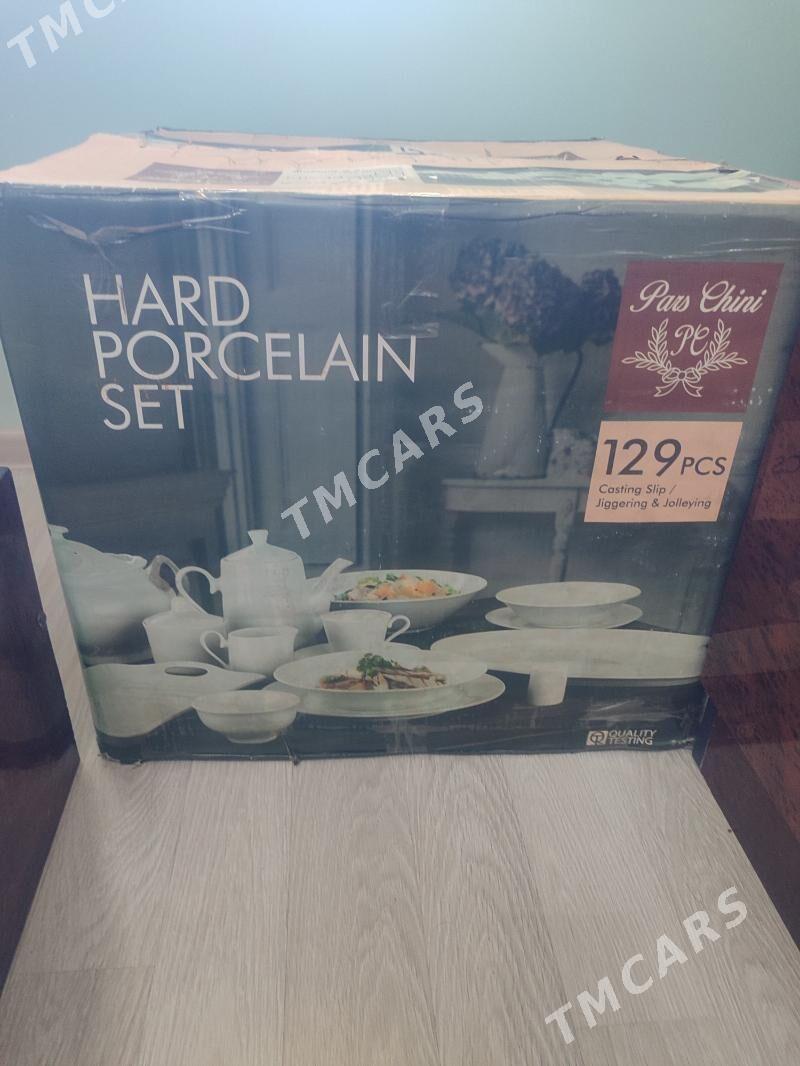 TMC
HARD
PORCELAIN
SET
Pars Chini
PC
129 PCS
Casting Slip /
Jiggering & Jolleying
TMCARS
QUALITY
TESTING
TMCARS